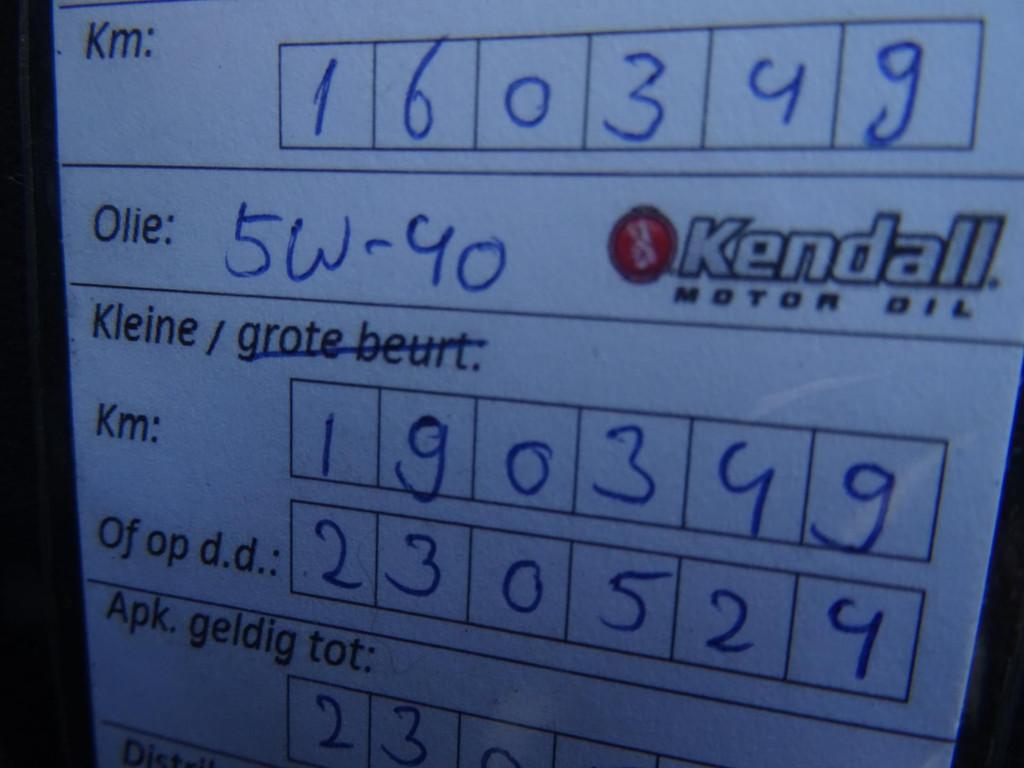 Km: 160349
Olie: 5W-40 Kendall
MOTOR OIL
Kleine / grote beurt:
Km: 190349
Of op d.d.: 230524
Apk. geldig tot:
23